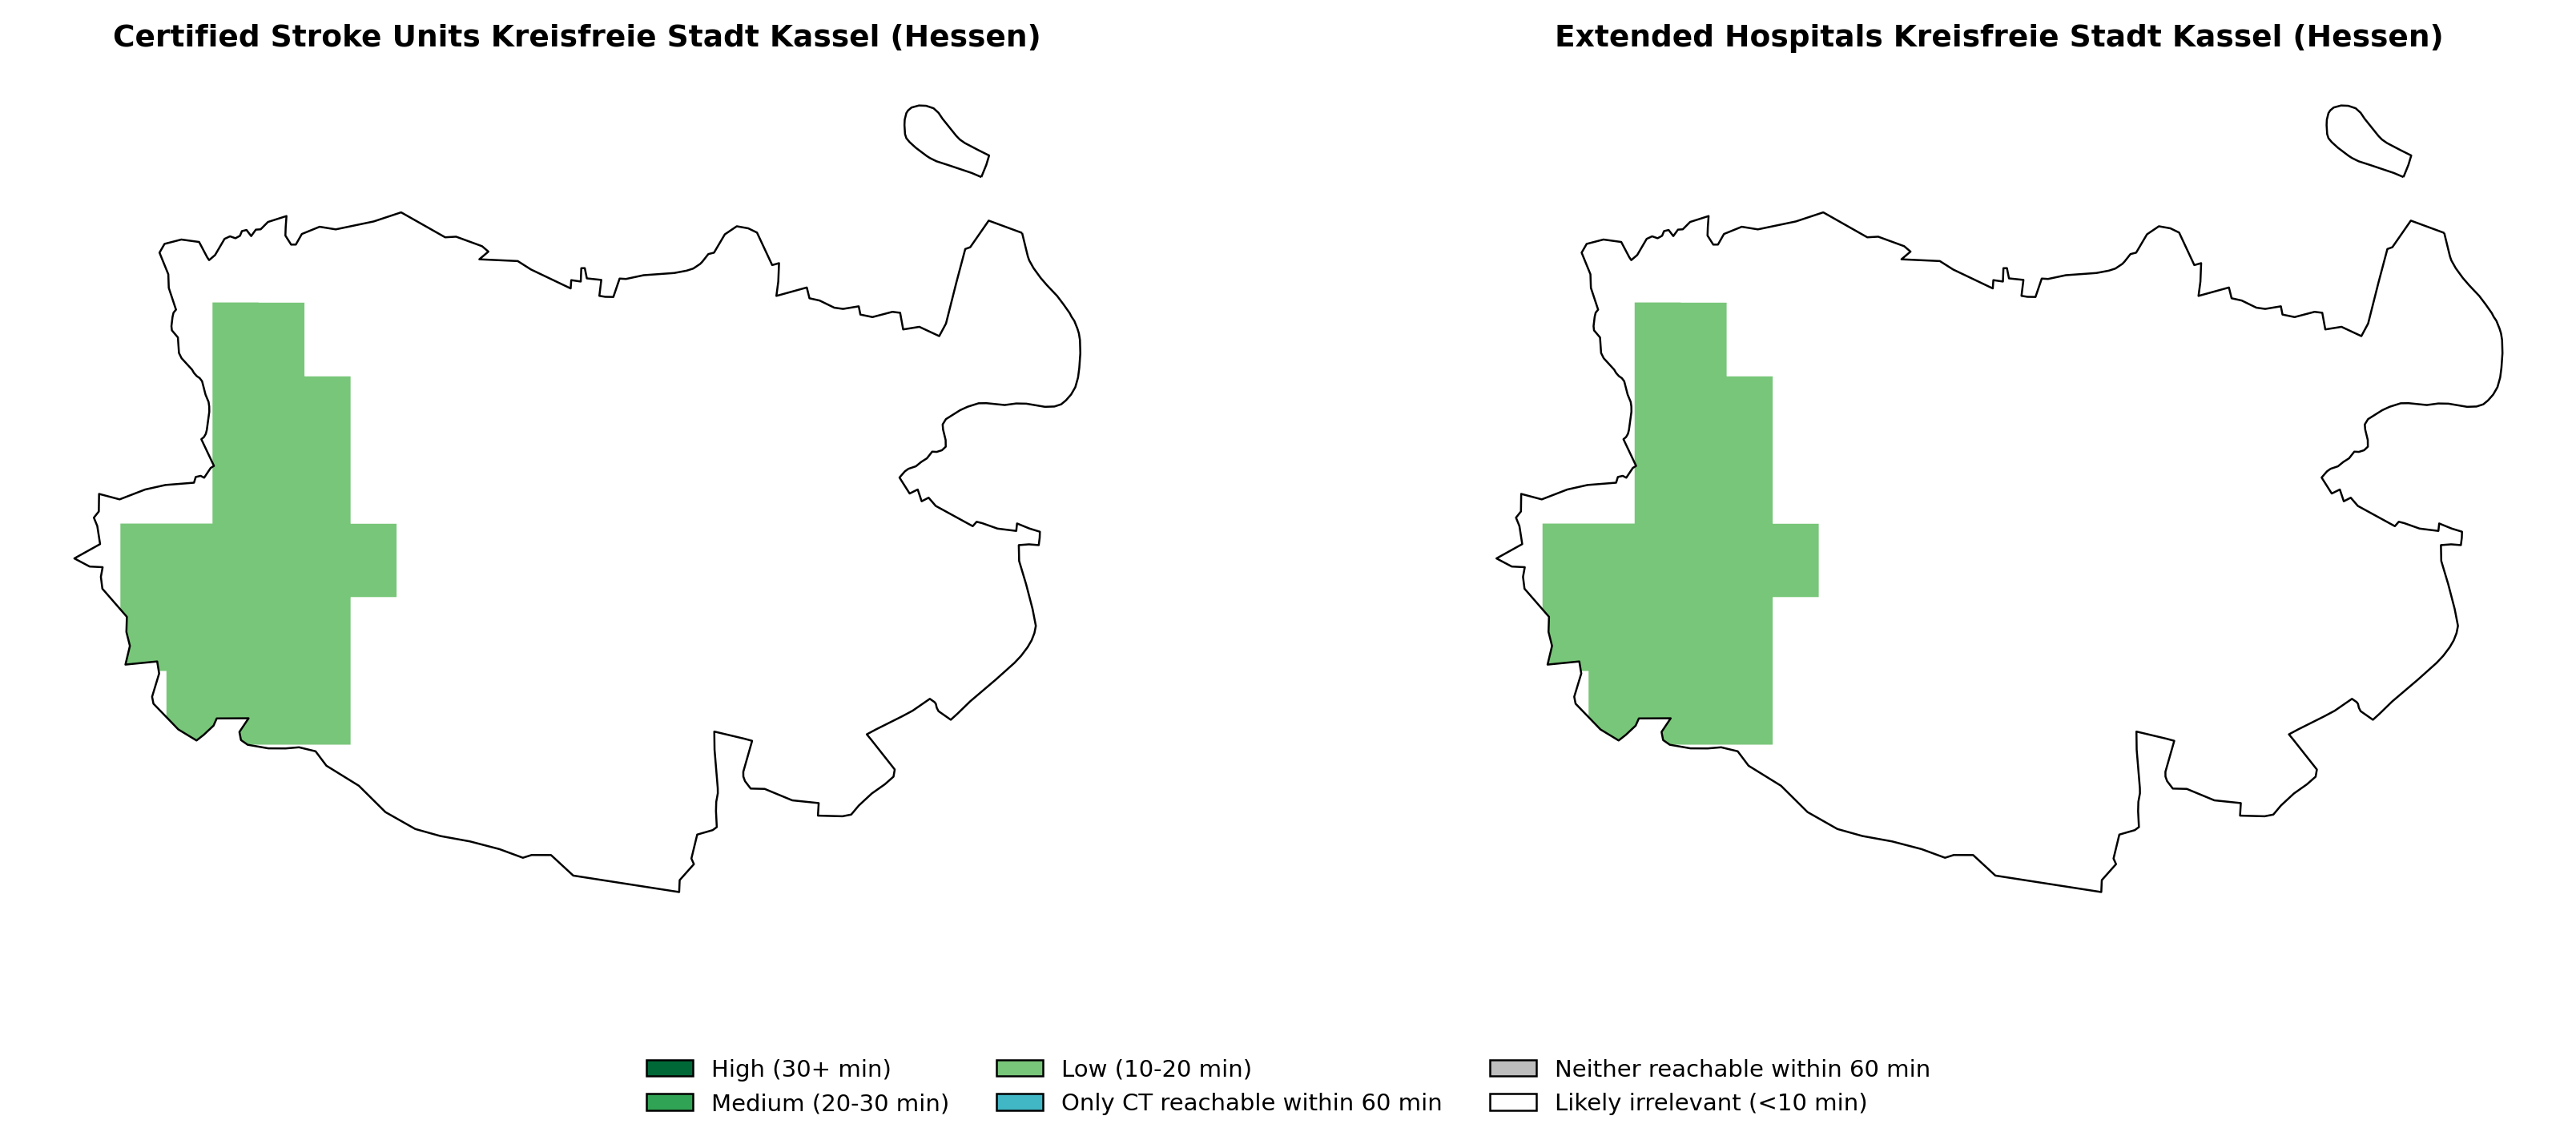 Certified Stroke Units Kreisfreie Stadt Kassel (Hessen)
Extended Hospitals Kreisfreie Stadt Kassel (Hessen)
High (30+ min)
Medium (20-30 min)
Low (10-20 min)
Only CT reachable within 60 min
Neither reachable within 60 min
Likely irrelevant (<10 min)